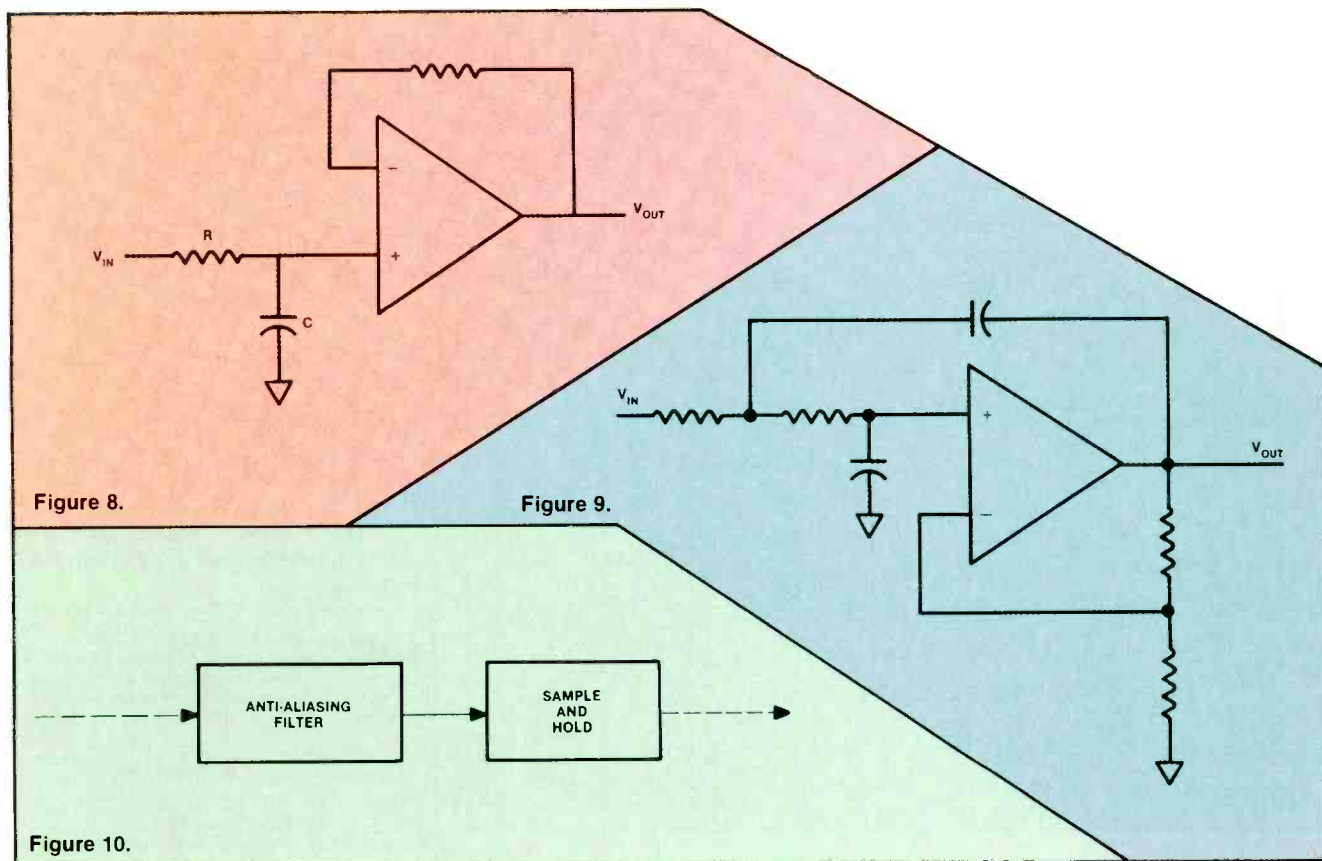 V_IN
R
C
−
+
V_OUT
Figure 8.
V_IN
+
−
V_OUT
Figure 9.
ANTI-ALIASING
FILTER
SAMPLE
AND
HOLD
Figure 10.